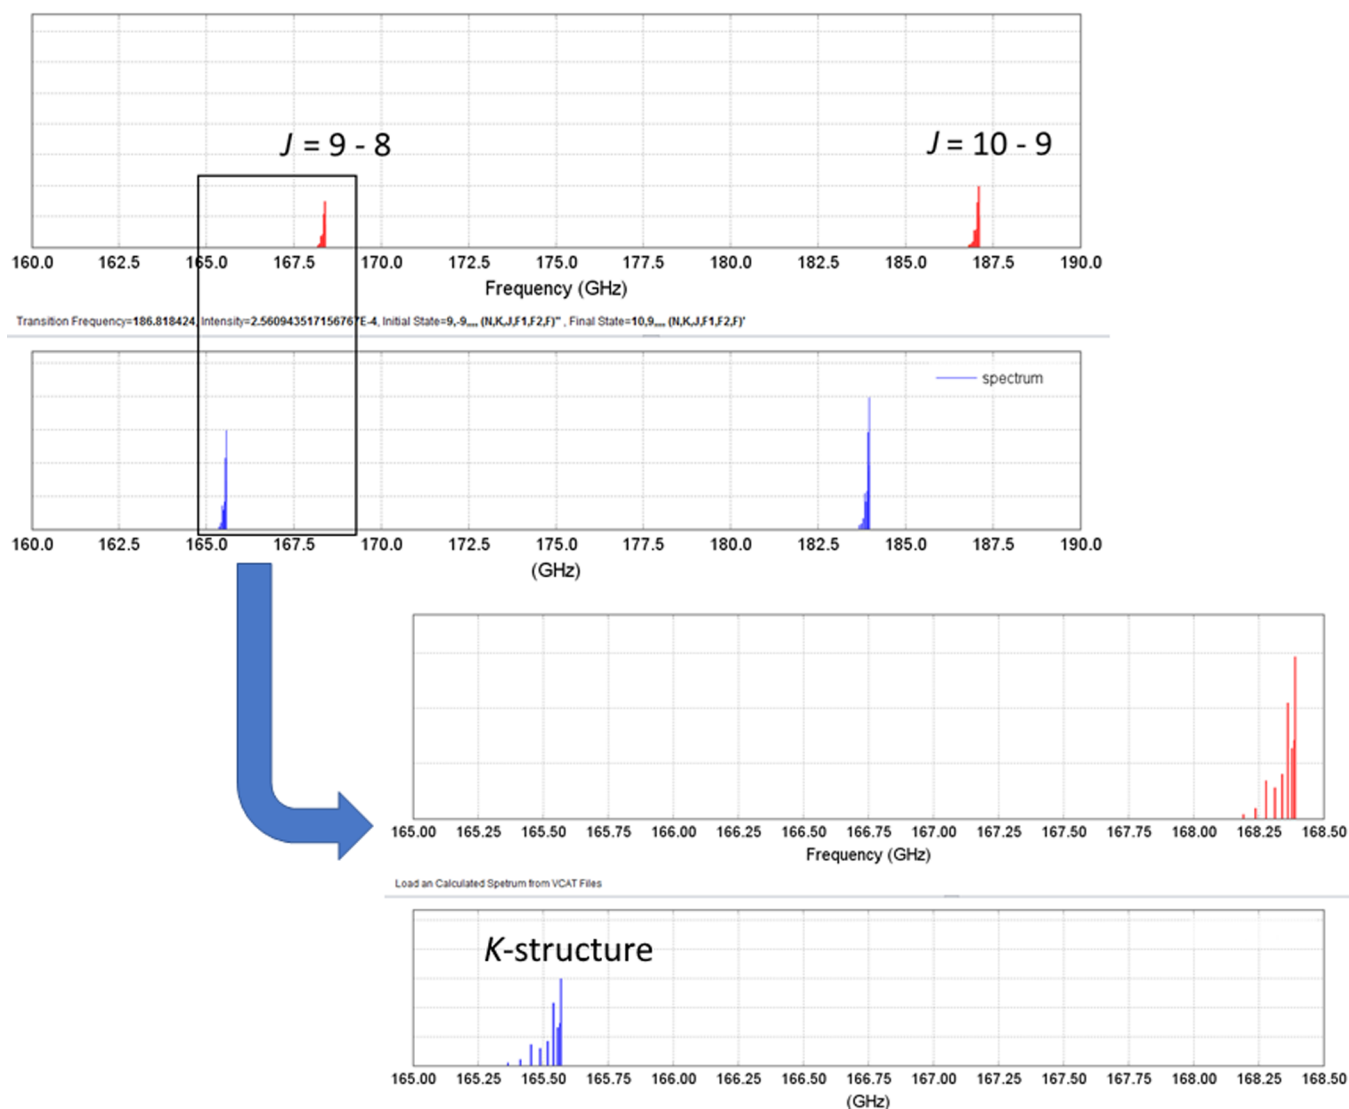 J = 9 - 8
J = 10 - 9
160.0 162.5 165.0 167.5 170.0 172.5 175.0 177.5 180.0 182.5 185.0 187.5 190.0
Frequency (GHz)
Transition Frequency=186.818424, Intensity=2.560943517156767E-4, Initial State=9,-9,,,,, (N,K,J,F1,F2,F)" , Final State=10,9,,,,, (N,K,J,F1,F2,F)'
spectrum
160.0 162.5 165.0 167.5 170.0 172.5 175.0 177.5 180.0 182.5 185.0 187.5 190.0
(GHz)
165.00 165.25 165.50 165.75 166.00 166.25 166.50 166.75 167.00 167.25 167.50 167.75 168.00 168.25 168.50
Frequency (GHz)
Load an Calculated Spetrum from VCAT Files
K-structure
165.00 165.25 165.50 165.75 166.00 166.25 166.50 166.75 167.00 167.25 167.50 167.75 168.00 168.25 168.50
(GHz)